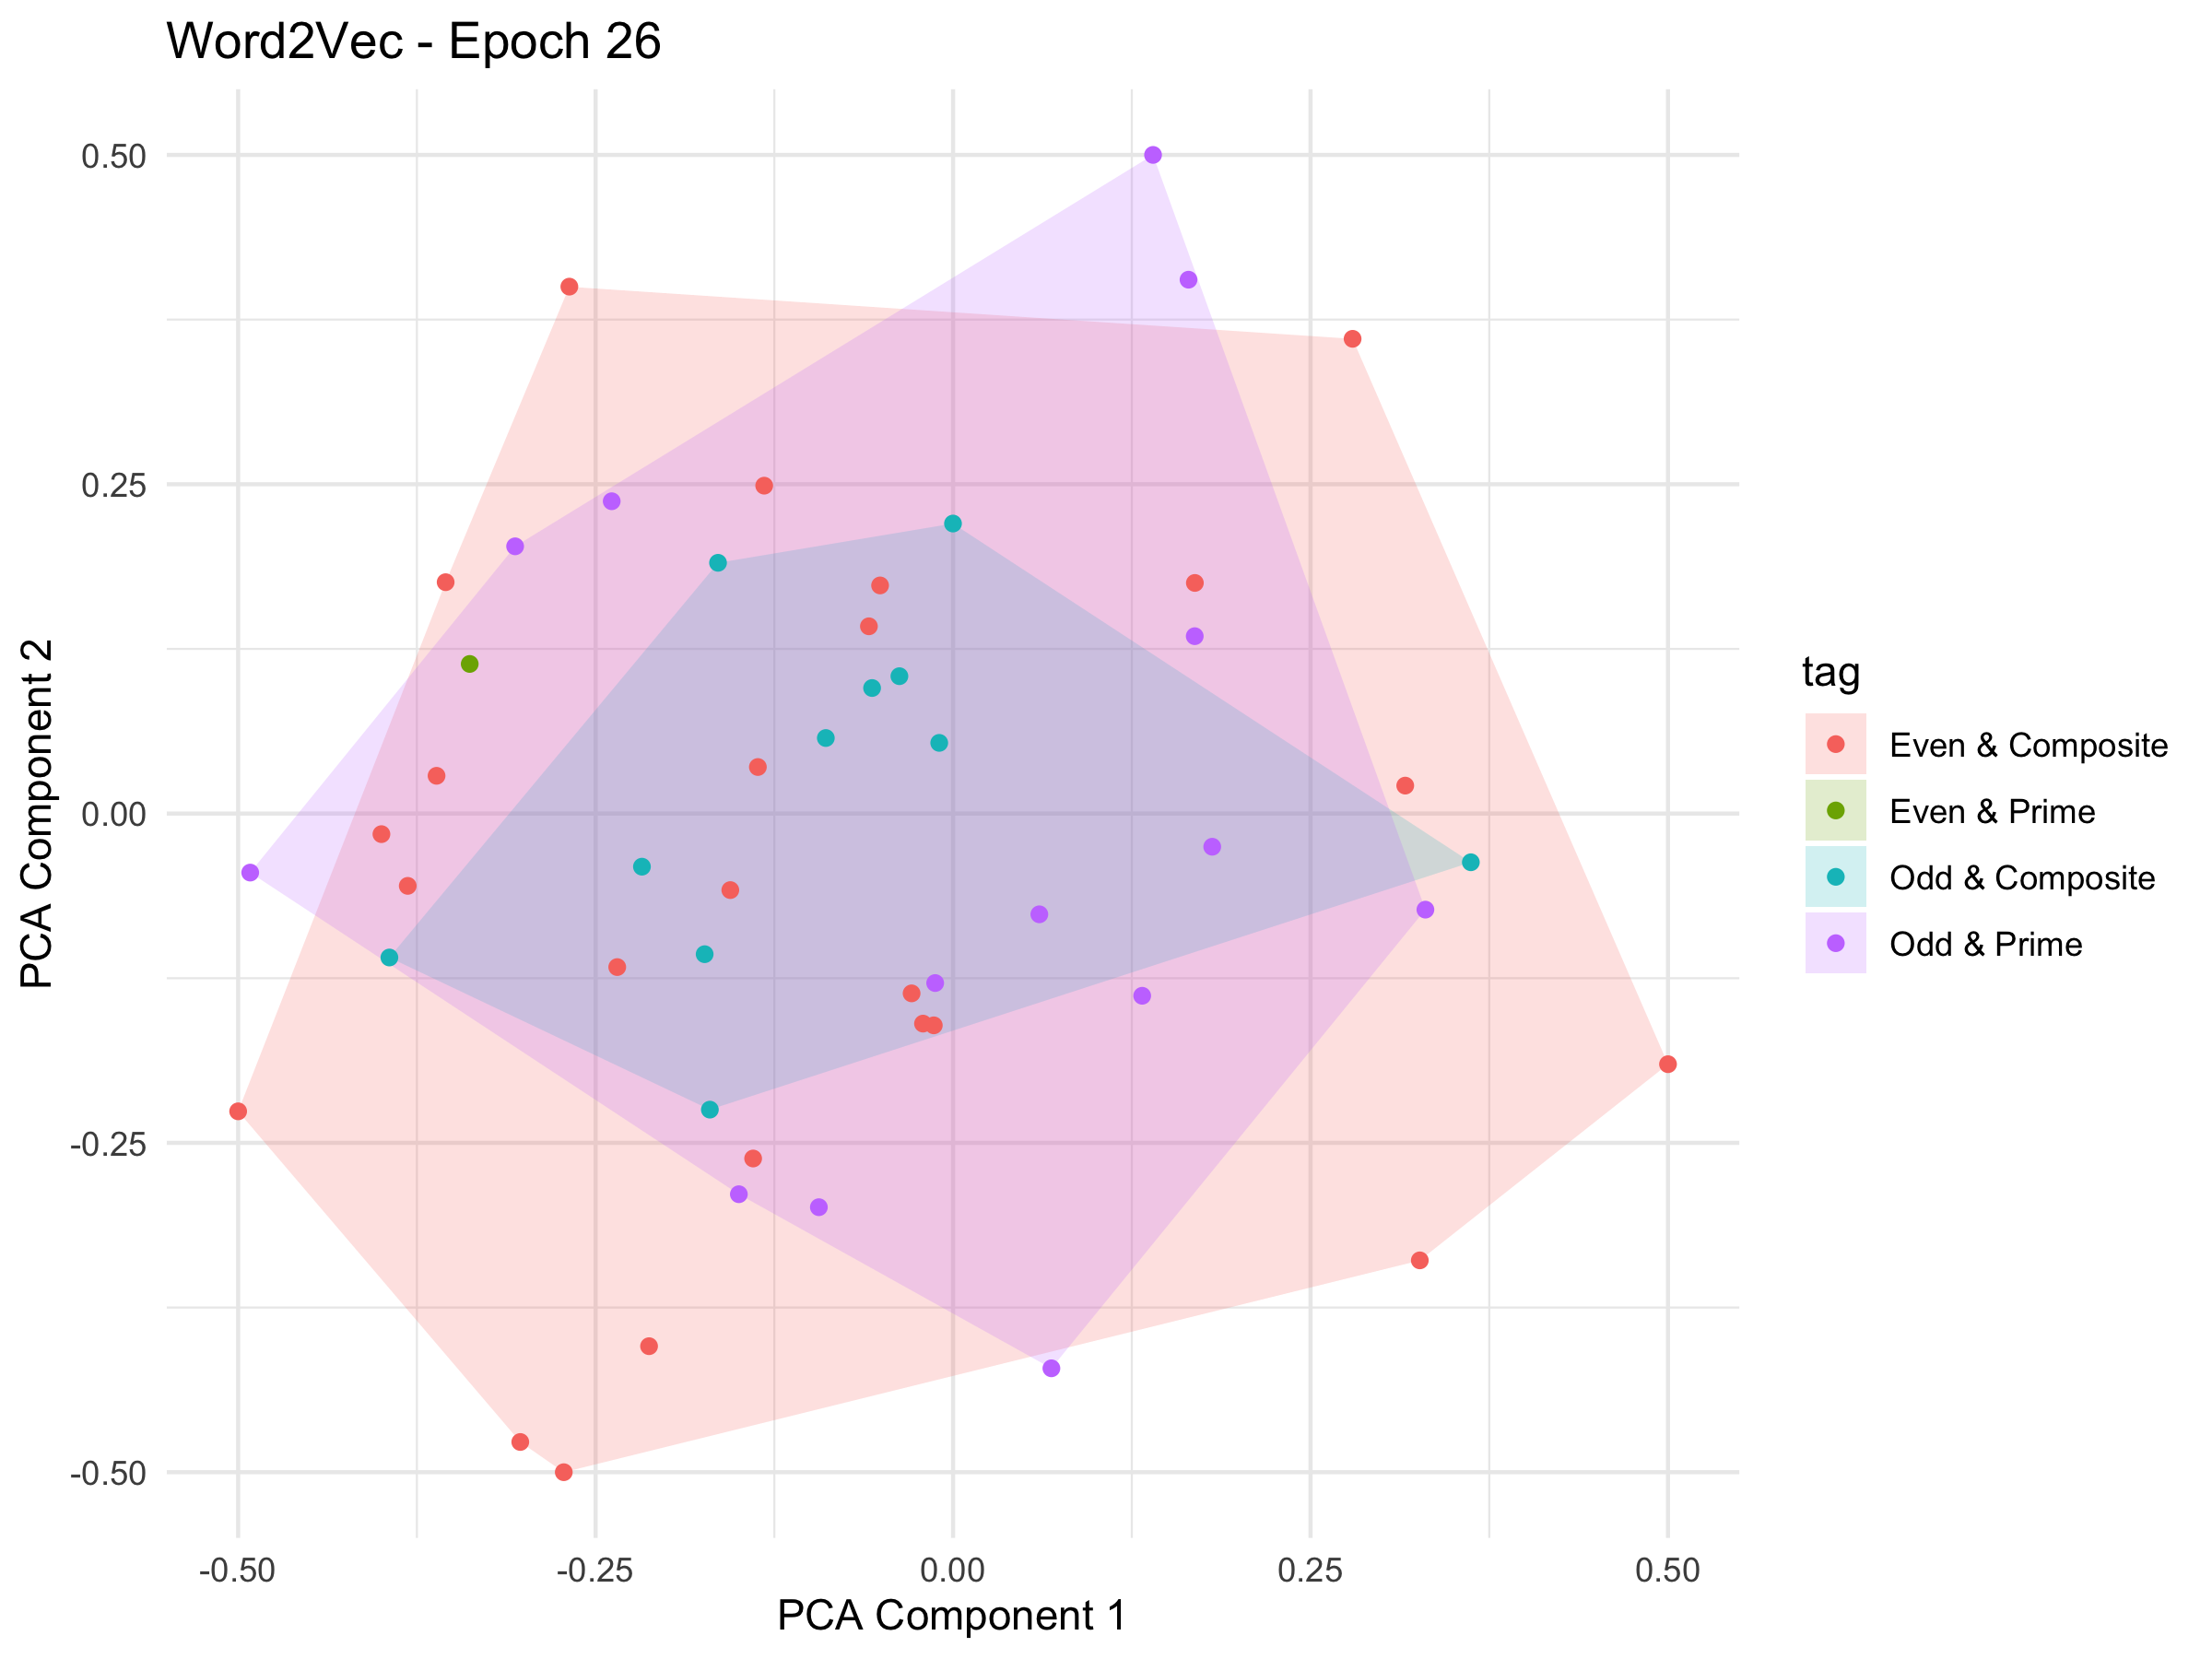 Word2Vec - Epoch 26
PCA Component 2
0.50
0.25
0.00
-0.25
-0.50
-0.50
-0.25
0.00
0.25
0.50
PCA Component 1
tag
Even & Composite
Even & Prime
Odd & Composite
Odd & Prime